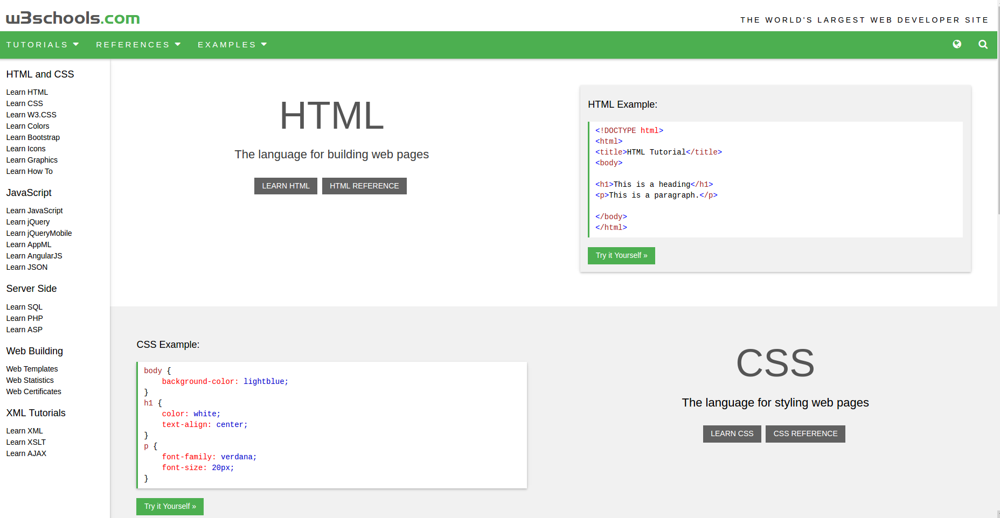 w3schools.com
THE WORLD'S LARGEST WEB DEVELOPER SITE
TUTORIALS REFERENCES EXAMPLES
HTML and CSS
Learn HTML
Learn CSS
Learn W3.CSS
Learn Colors
Learn Bootstrap
Learn Icons
Learn Graphics
Learn How To
JavaScript
Learn JavaScript
Learn jQuery
Learn jQueryMobile
Learn AppML
Learn AngularJS
Learn JSON
Server Side
Learn SQL
Learn PHP
Learn ASP
Web Building
Web Templates
Web Statistics
Web Certificates
XML Tutorials
Learn XML
Learn XSLT
Learn AJAX
HTML
The language for building web pages
LEARN HTML HTML REFERENCE
HTML Example:
<!DOCTYPE html>
<html>
<title>HTML Tutorial</title>
<body>
<h1>This is a heading</h1>
<p>This is a paragraph.</p>
</body>
</html>
Try it Yourself »
CSS Example:
body {
    background-color: lightblue;
}
h1 {
    color: white;
    text-align: center;
}
p {
    font-family: verdana;
    font-size: 20px;
}
Try it Yourself »
CSS
The language for styling web pages
LEARN CSS CSS REFERENCE